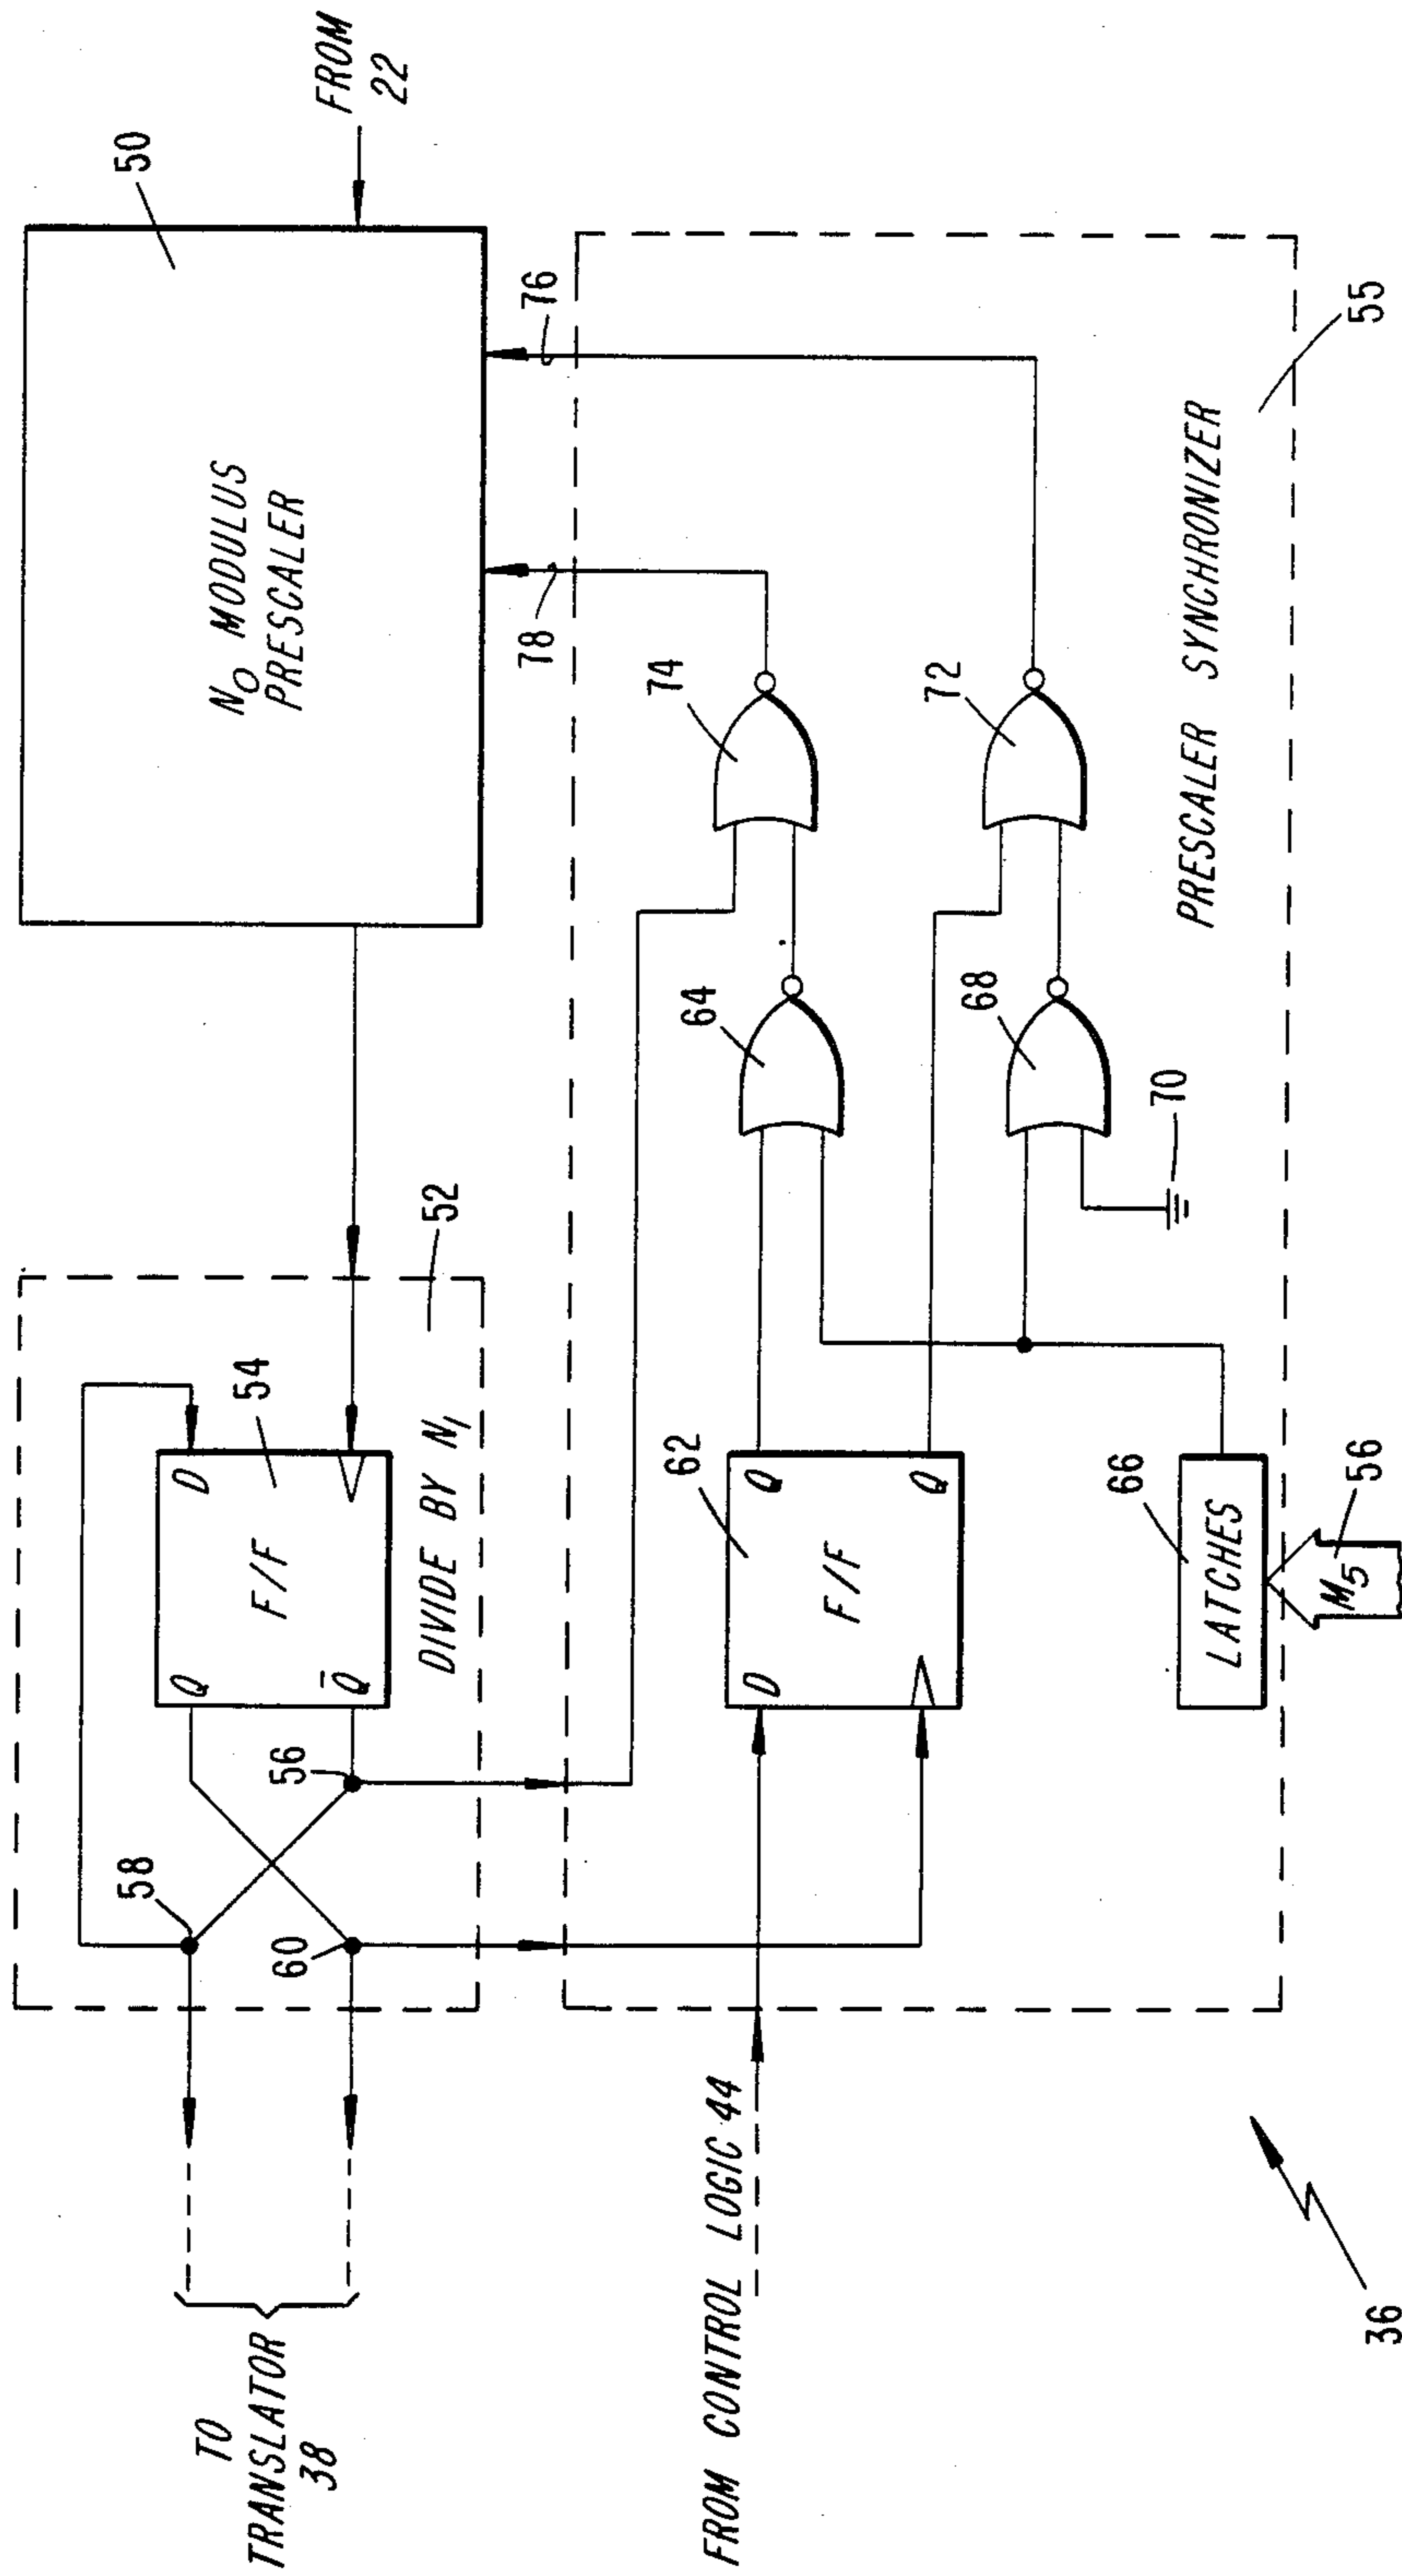 FROM
22
50
N0 MODULUS
PRESCALER
76
78
52
54
D
F/F
Q
Q̄
DIVIDE BY N1
56
58
60
TO
TRANSLATOR
38
74
72
64
68
70
62
Q
Q
F/F
D
66
LATCHES
M5
56
PRESCALER SYNCHRONIZER
55
FROM CONTROL LOGIC 44
36